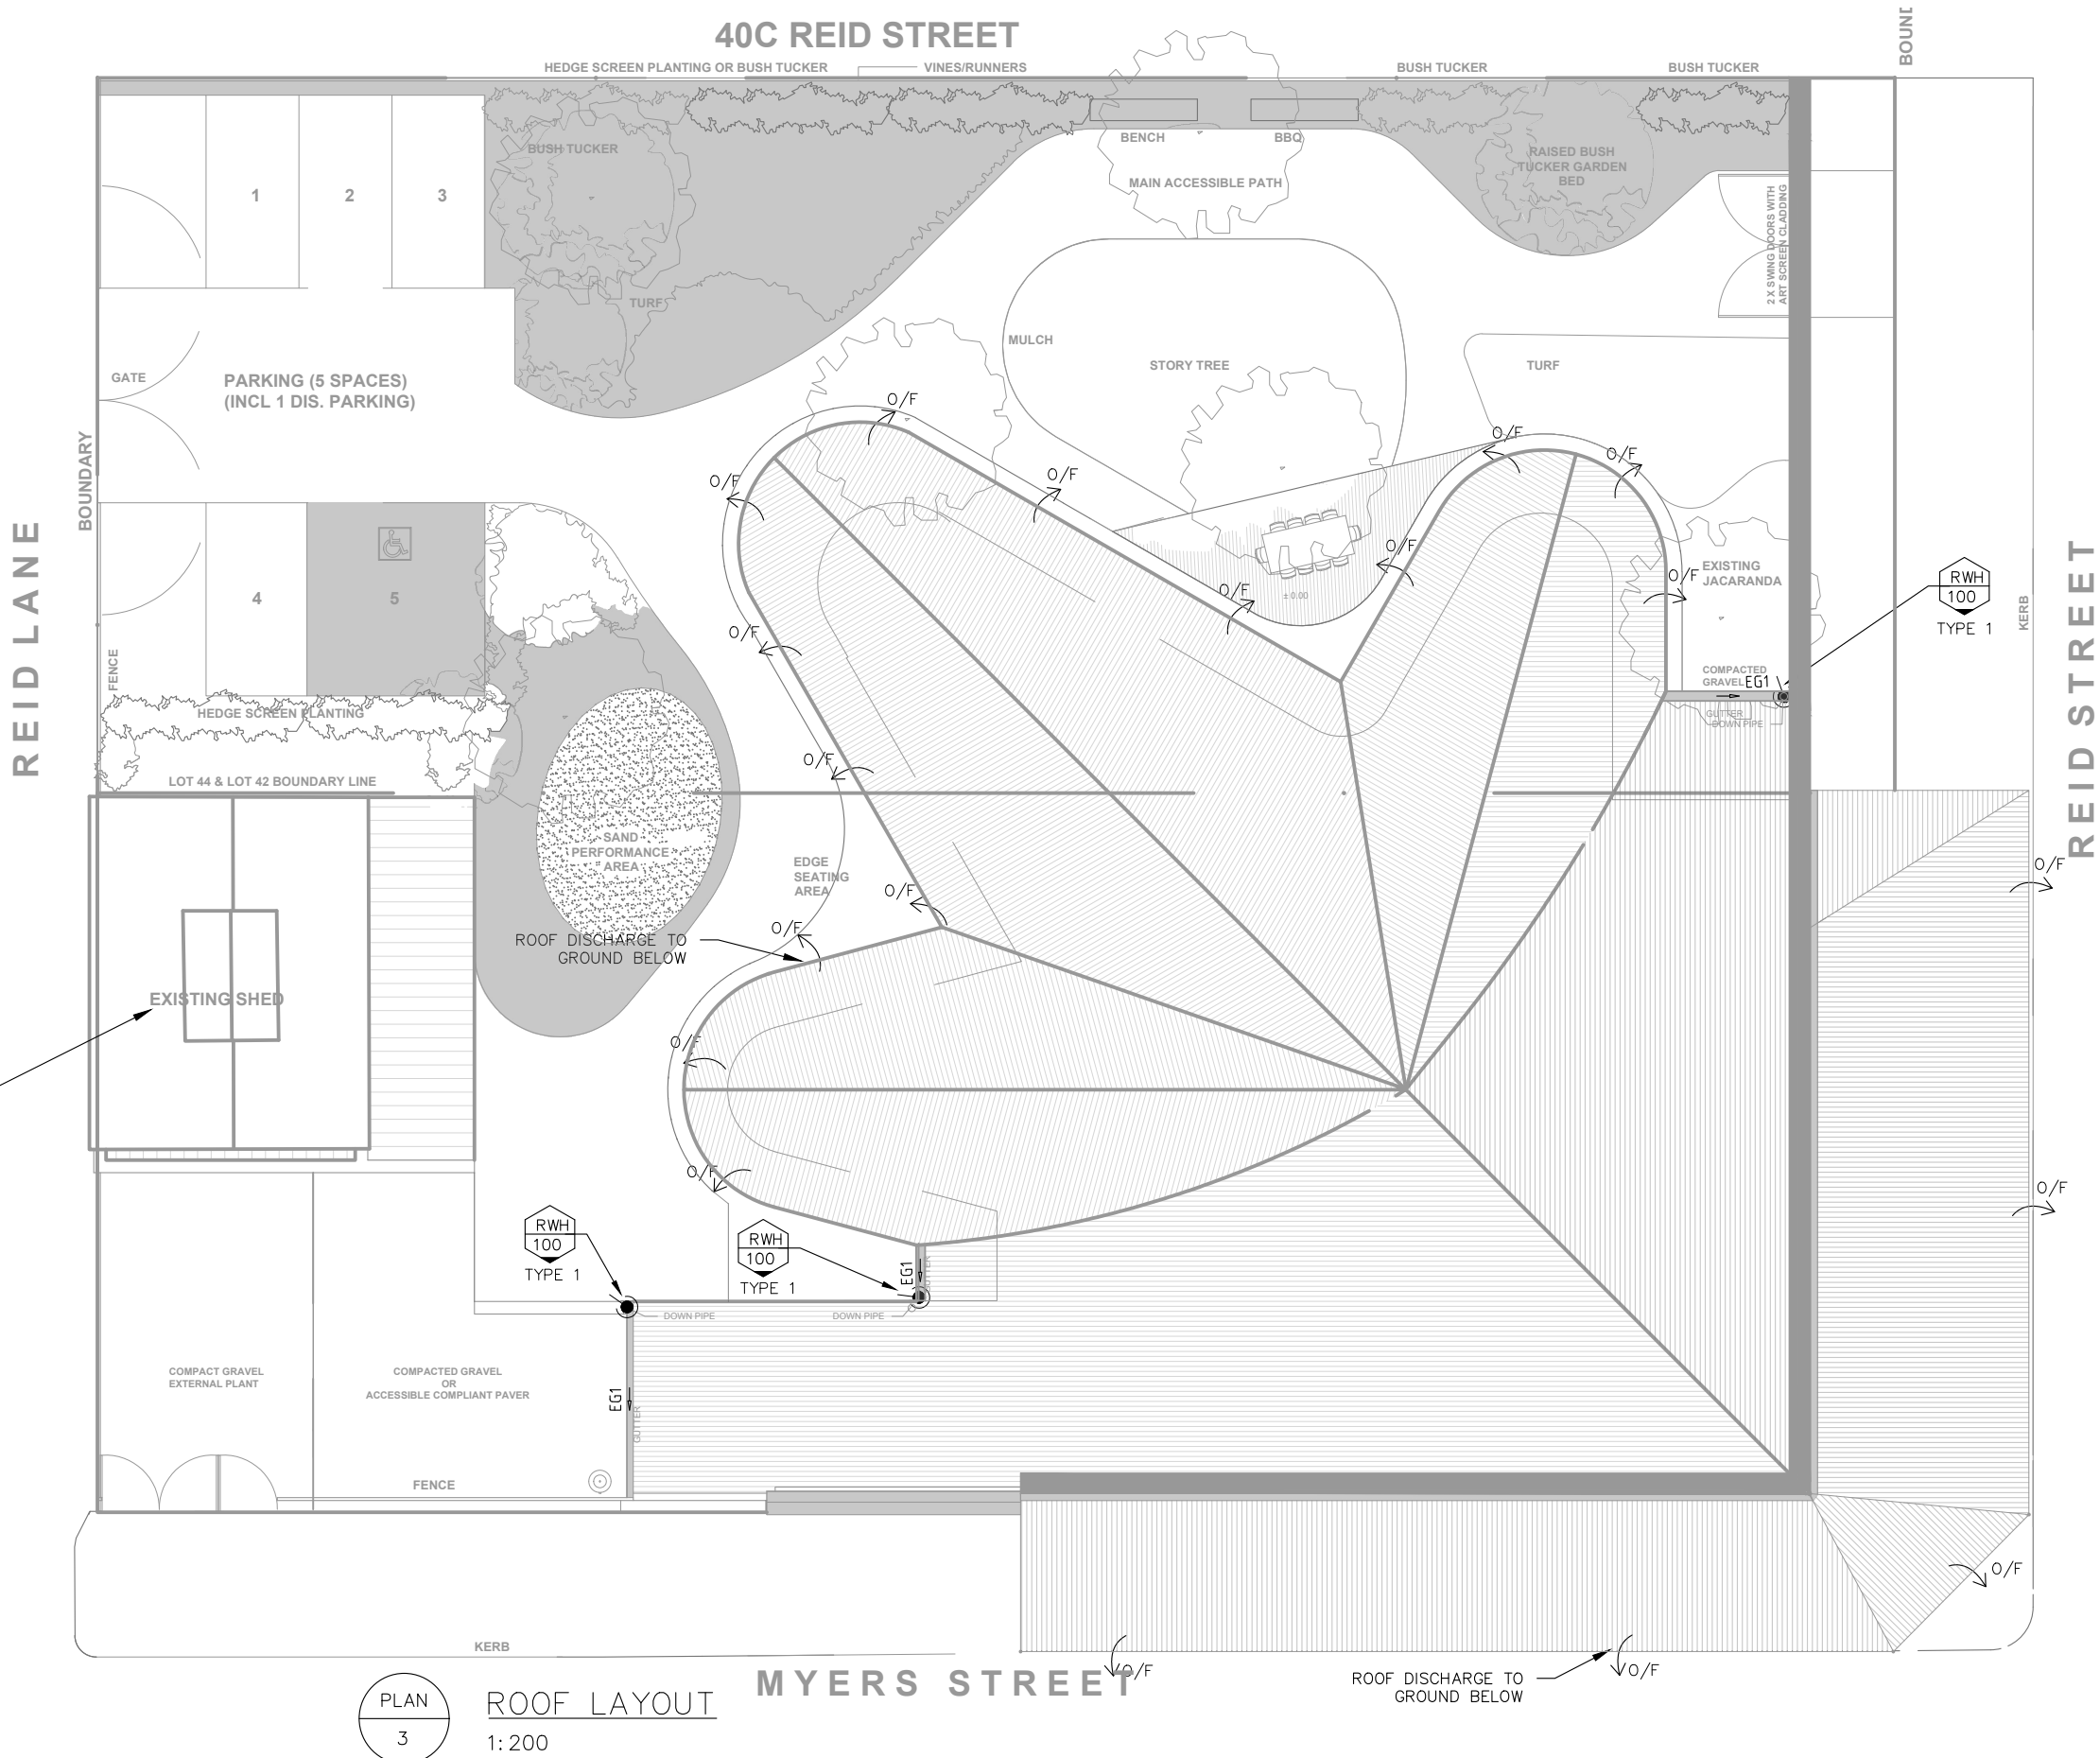 40C REID STREET
BOUND
HEDGE SCREEN PLANTING OR BUSH TUCKER
VINES/RUNNERS
BUSH TUCKER
BUSH TUCKER
BENCH
BBQ
BUSH TUCKER
RAISED BUSH
TUCKER GARDEN
BED
MAIN ACCESSIBLE PATH
1
2
3
2 X SWING DOORS WITH
ART SCREEN CLADDING
TURF
MULCH
STORY TREE
TURF
GATE
PARKING (5 SPACES)
(INCL 1 DIS. PARKING)
O/F
O/F
O/F
O/F
O/F
BOUNDARY
REID LANE
O/F
EXISTING
JACARANDA
O/F
RWH
100
TYPE 1
KERB
REID STREET
4
5
O/F
± 0.00
O/F
FENCE
COMPACTED
GRAVEL
EG1
GUTTER
DOWN PIPE
HEDGE SCREEN PLANTING
O/F
LOT 44 & LOT 42 BOUNDARY LINE
SAND
PERFORMANCE
AREA
EDGE
SEATING
AREA
O/F
O/F
O/F
ROOF DISCHARGE TO
GROUND BELOW
EXISTING SHED
O/F
O/F
O/F
RWH
100
TYPE 1
RWH
100
TYPE 1
EG1
GUTTER
DOWN PIPE
DOWN PIPE
COMPACT GRAVEL
EXTERNAL PLANT
COMPACTED GRAVEL
OR
ACCESSIBLE COMPLIANT PAVER
EG1
GUTTER
FENCE
O/F
KERB
O/F
O/F
MYERS STREET
ROOF DISCHARGE TO
GROUND BELOW
PLAN
3
ROOF LAYOUT
1:200